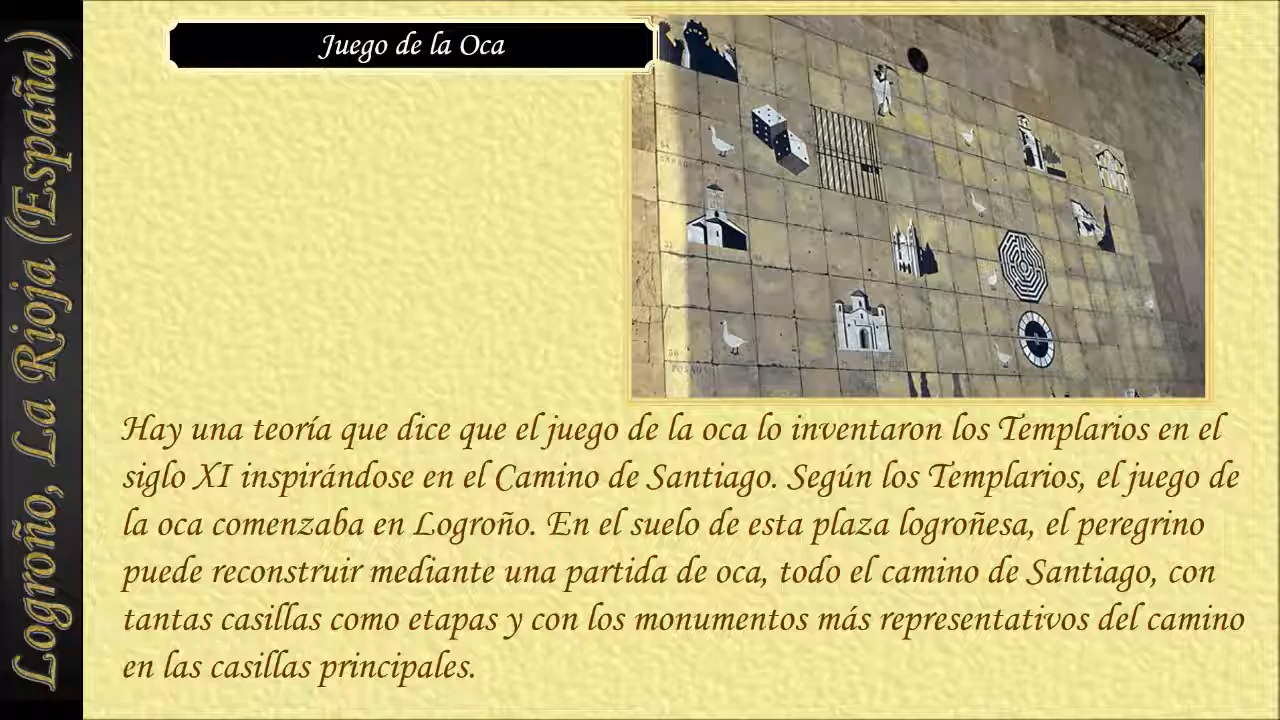 Logroño, La Rioja (España)
Juego de la Oca
Hay una teoría que dice que el juego de la oca lo inventaron los Templarios en el
siglo XI inspirándose en el Camino de Santiago. Según los Templarios, el juego de
la oca comenzaba en Logroño. En el suelo de esta plaza logroñesa, el peregrino
puede reconstruir mediante una partida de oca, todo el camino de Santiago, con
tantas casillas como etapas y con los monumentos más representativos del camino
en las casillas principales.